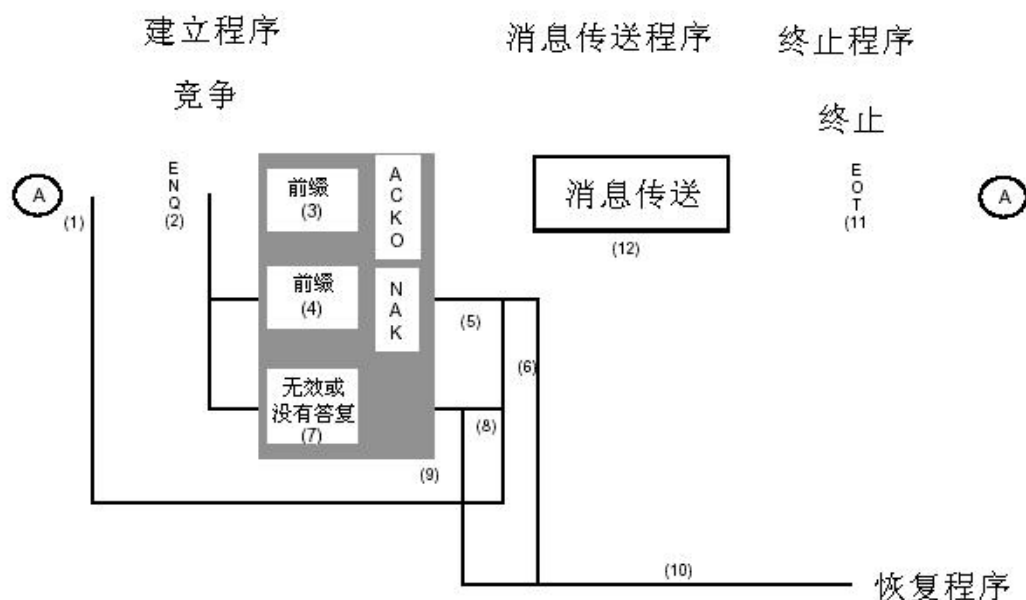 建立程序
消息传送程序
终止程序
竞争
终止
A
(1)
ENQ
(2)
前缀
(3)
ACKO
消息传送
(12)
EOT
(11
A
前缀
(4)
NAK
(5)
(6)
无效或
没有答复
(7)
(8)
(9)
(10)
恢复程序